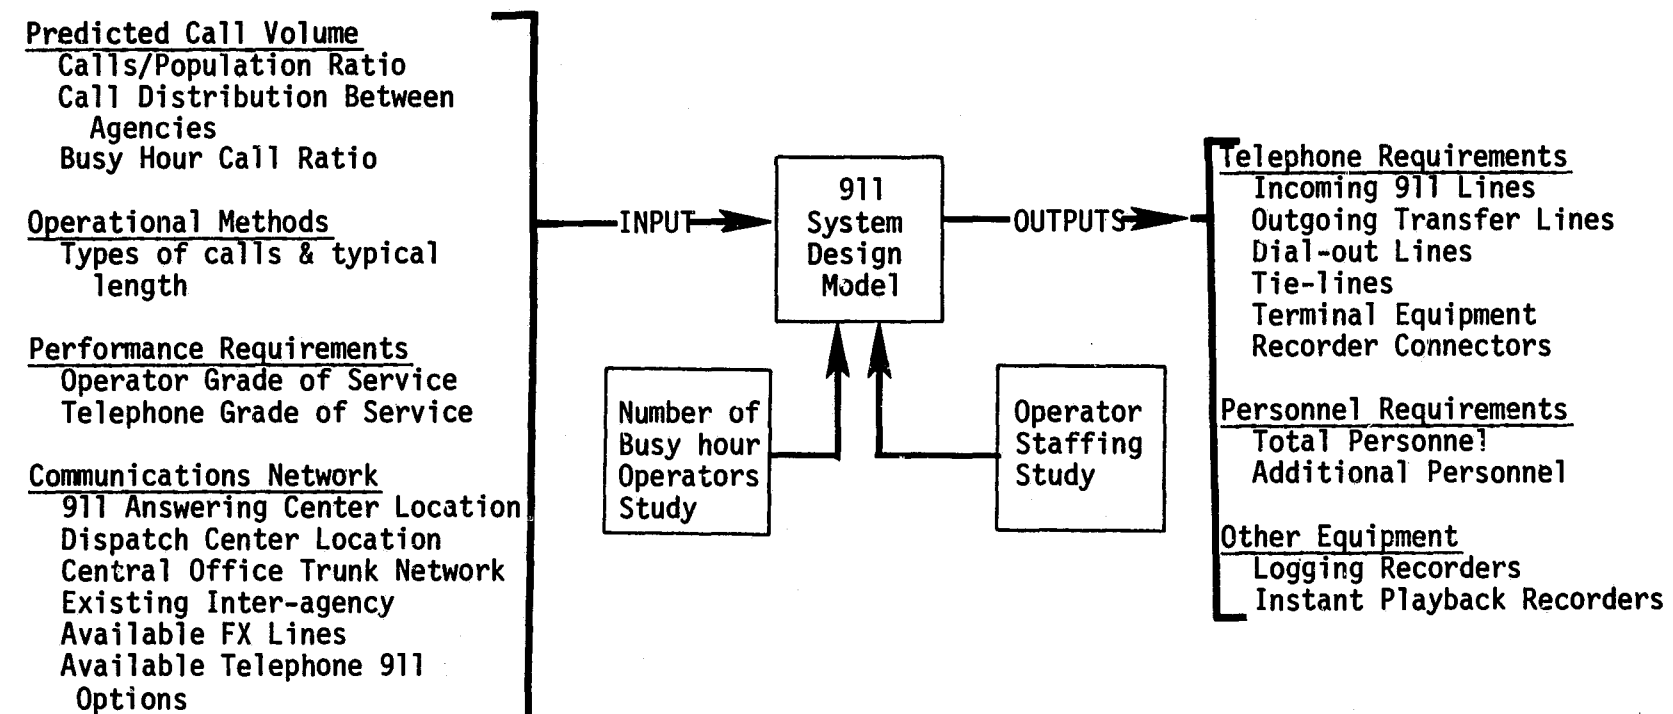 Predicted Call Volume
Calls/Population Ratio
Call Distribution Between
Agencies
Busy Hour Call Ratio
Operational Methods
Types of calls & typical
length
Performance Requirements
Operator Grade of Service
Telephone Grade of Service
Communications Network
911 Answering Center Location
Dispatch Center Location
Central Office Trunk Network
Existing Inter-agency
Available FX Lines
Available Telephone 911
Options
INPUT
911
System
Design
Model
Number of
Busy hour
Operators
Study
Operator
Staffing
Study
OUTPUTS
Telephone Requirements
Incoming 911 Lines
Outgoing Transfer Lines
Dial-out Lines
Tie-lines
Terminal Equipment
Recorder Connectors
Personnel Requirements
Total Personnel
Additional Personnel
Other Equipment
Logging Recorders
Instant Playback Recorders